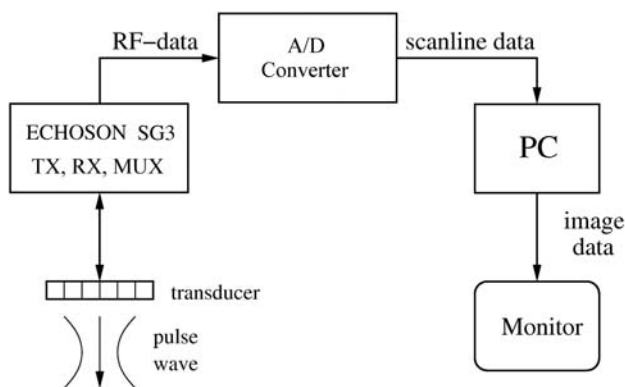 RF-data
A/D
Converter
scanline data
ECHOSON SG3
TX, RX, MUX
PC
image
data
transducer
Monitor
pulse
wave